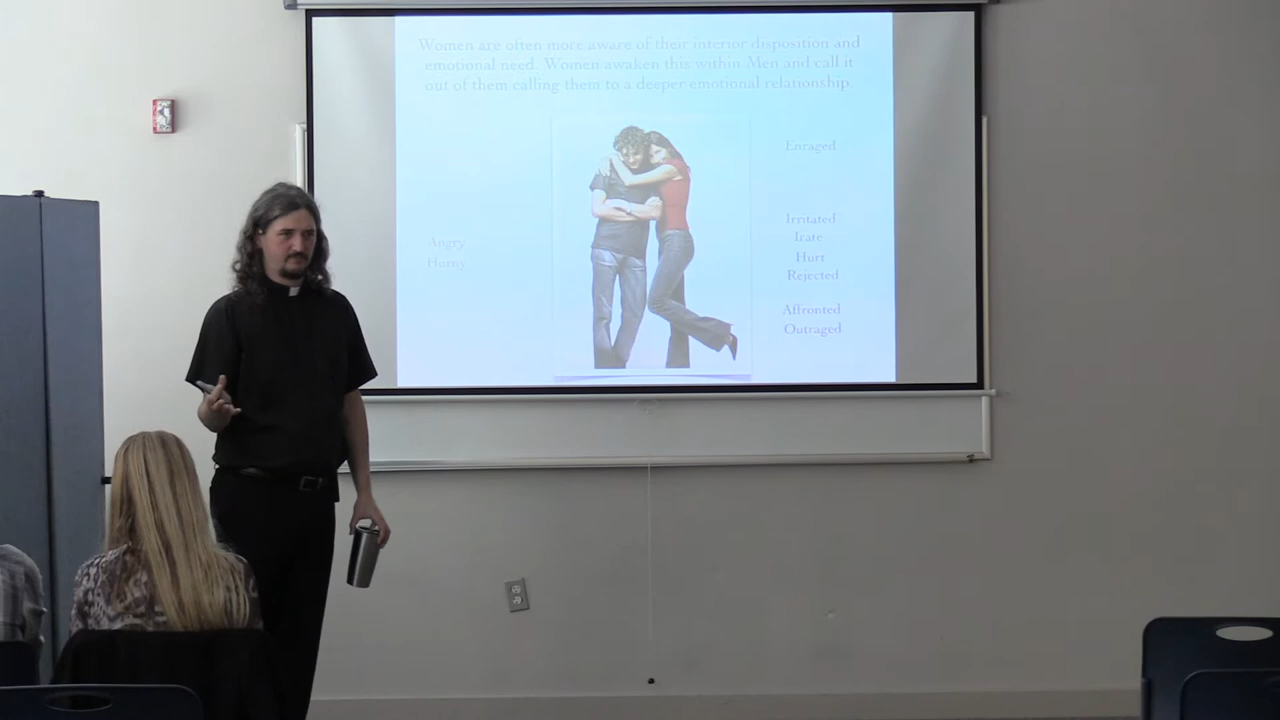 Women are often more aware of their interior disposition and
emotional need. Women awaken this within Men and call it
out of them calling them to a deeper emotional relationship.
Angry
Hurny
Enraged
Irritated
Irate
Hurt
Rejected
Affronted
Outraged